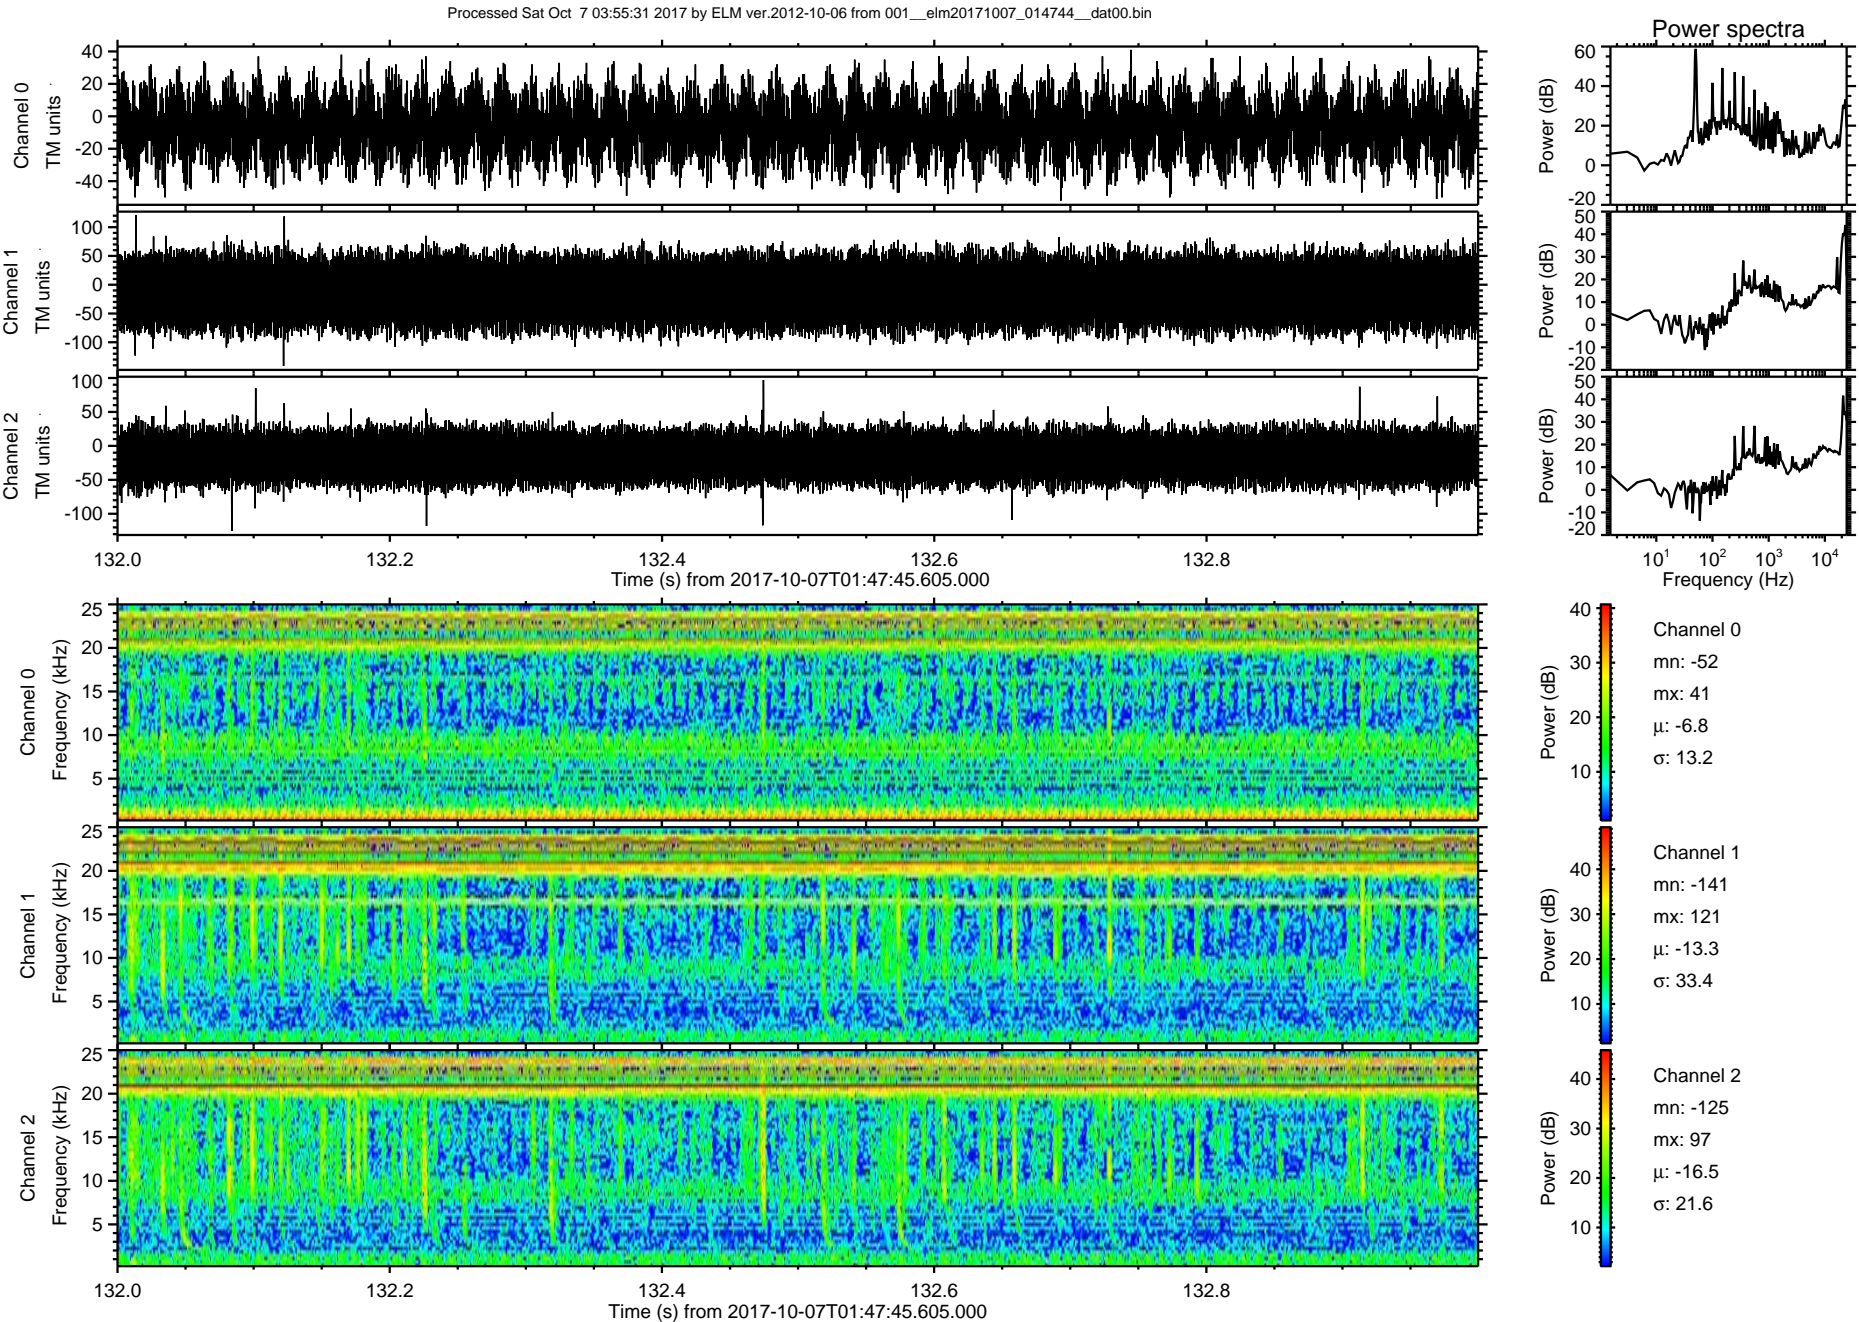 Processed Sat Oct 7 03:55:31 2017 by ELM ver.2012-10-06 from 001__elm20171007_014744__dat00.bin
Power spectra
Channel 0
TM units
40
20
0
-20
-40
Power (dB)
60
40
20
0
-20
Channel 1
TM units
100
50
0
-50
-100
Power (dB)
50
40
30
20
10
0
-10
-20
Channel 2
TM units
100
50
0
-50
-100
Power (dB)
50
40
30
20
10
0
-10
-20
132.0 132.2 132.4 132.6 132.8
Time (s) from 2017-10-07T01:47:45.605.000
10¹ 10² 10³ 10⁴
Frequency (Hz)
Channel 0
Frequency (kHz)
25
20
15
10
5
Power (dB)
40
30
20
10
Channel 0
mn: -52
mx: 41
μ: -6.8
σ: 13.2
Channel 1
Frequency (kHz)
25
20
15
10
5
Power (dB)
40
30
20
10
Channel 1
mn: -141
mx: 121
μ: -13.3
σ: 33.4
Channel 2
Frequency (kHz)
25
20
15
10
5
Power (dB)
40
30
20
10
Channel 2
mn: -125
mx: 97
μ: -16.5
σ: 21.6
132.0 132.2 132.4 132.6 132.8
Time (s) from 2017-10-07T01:47:45.605.000